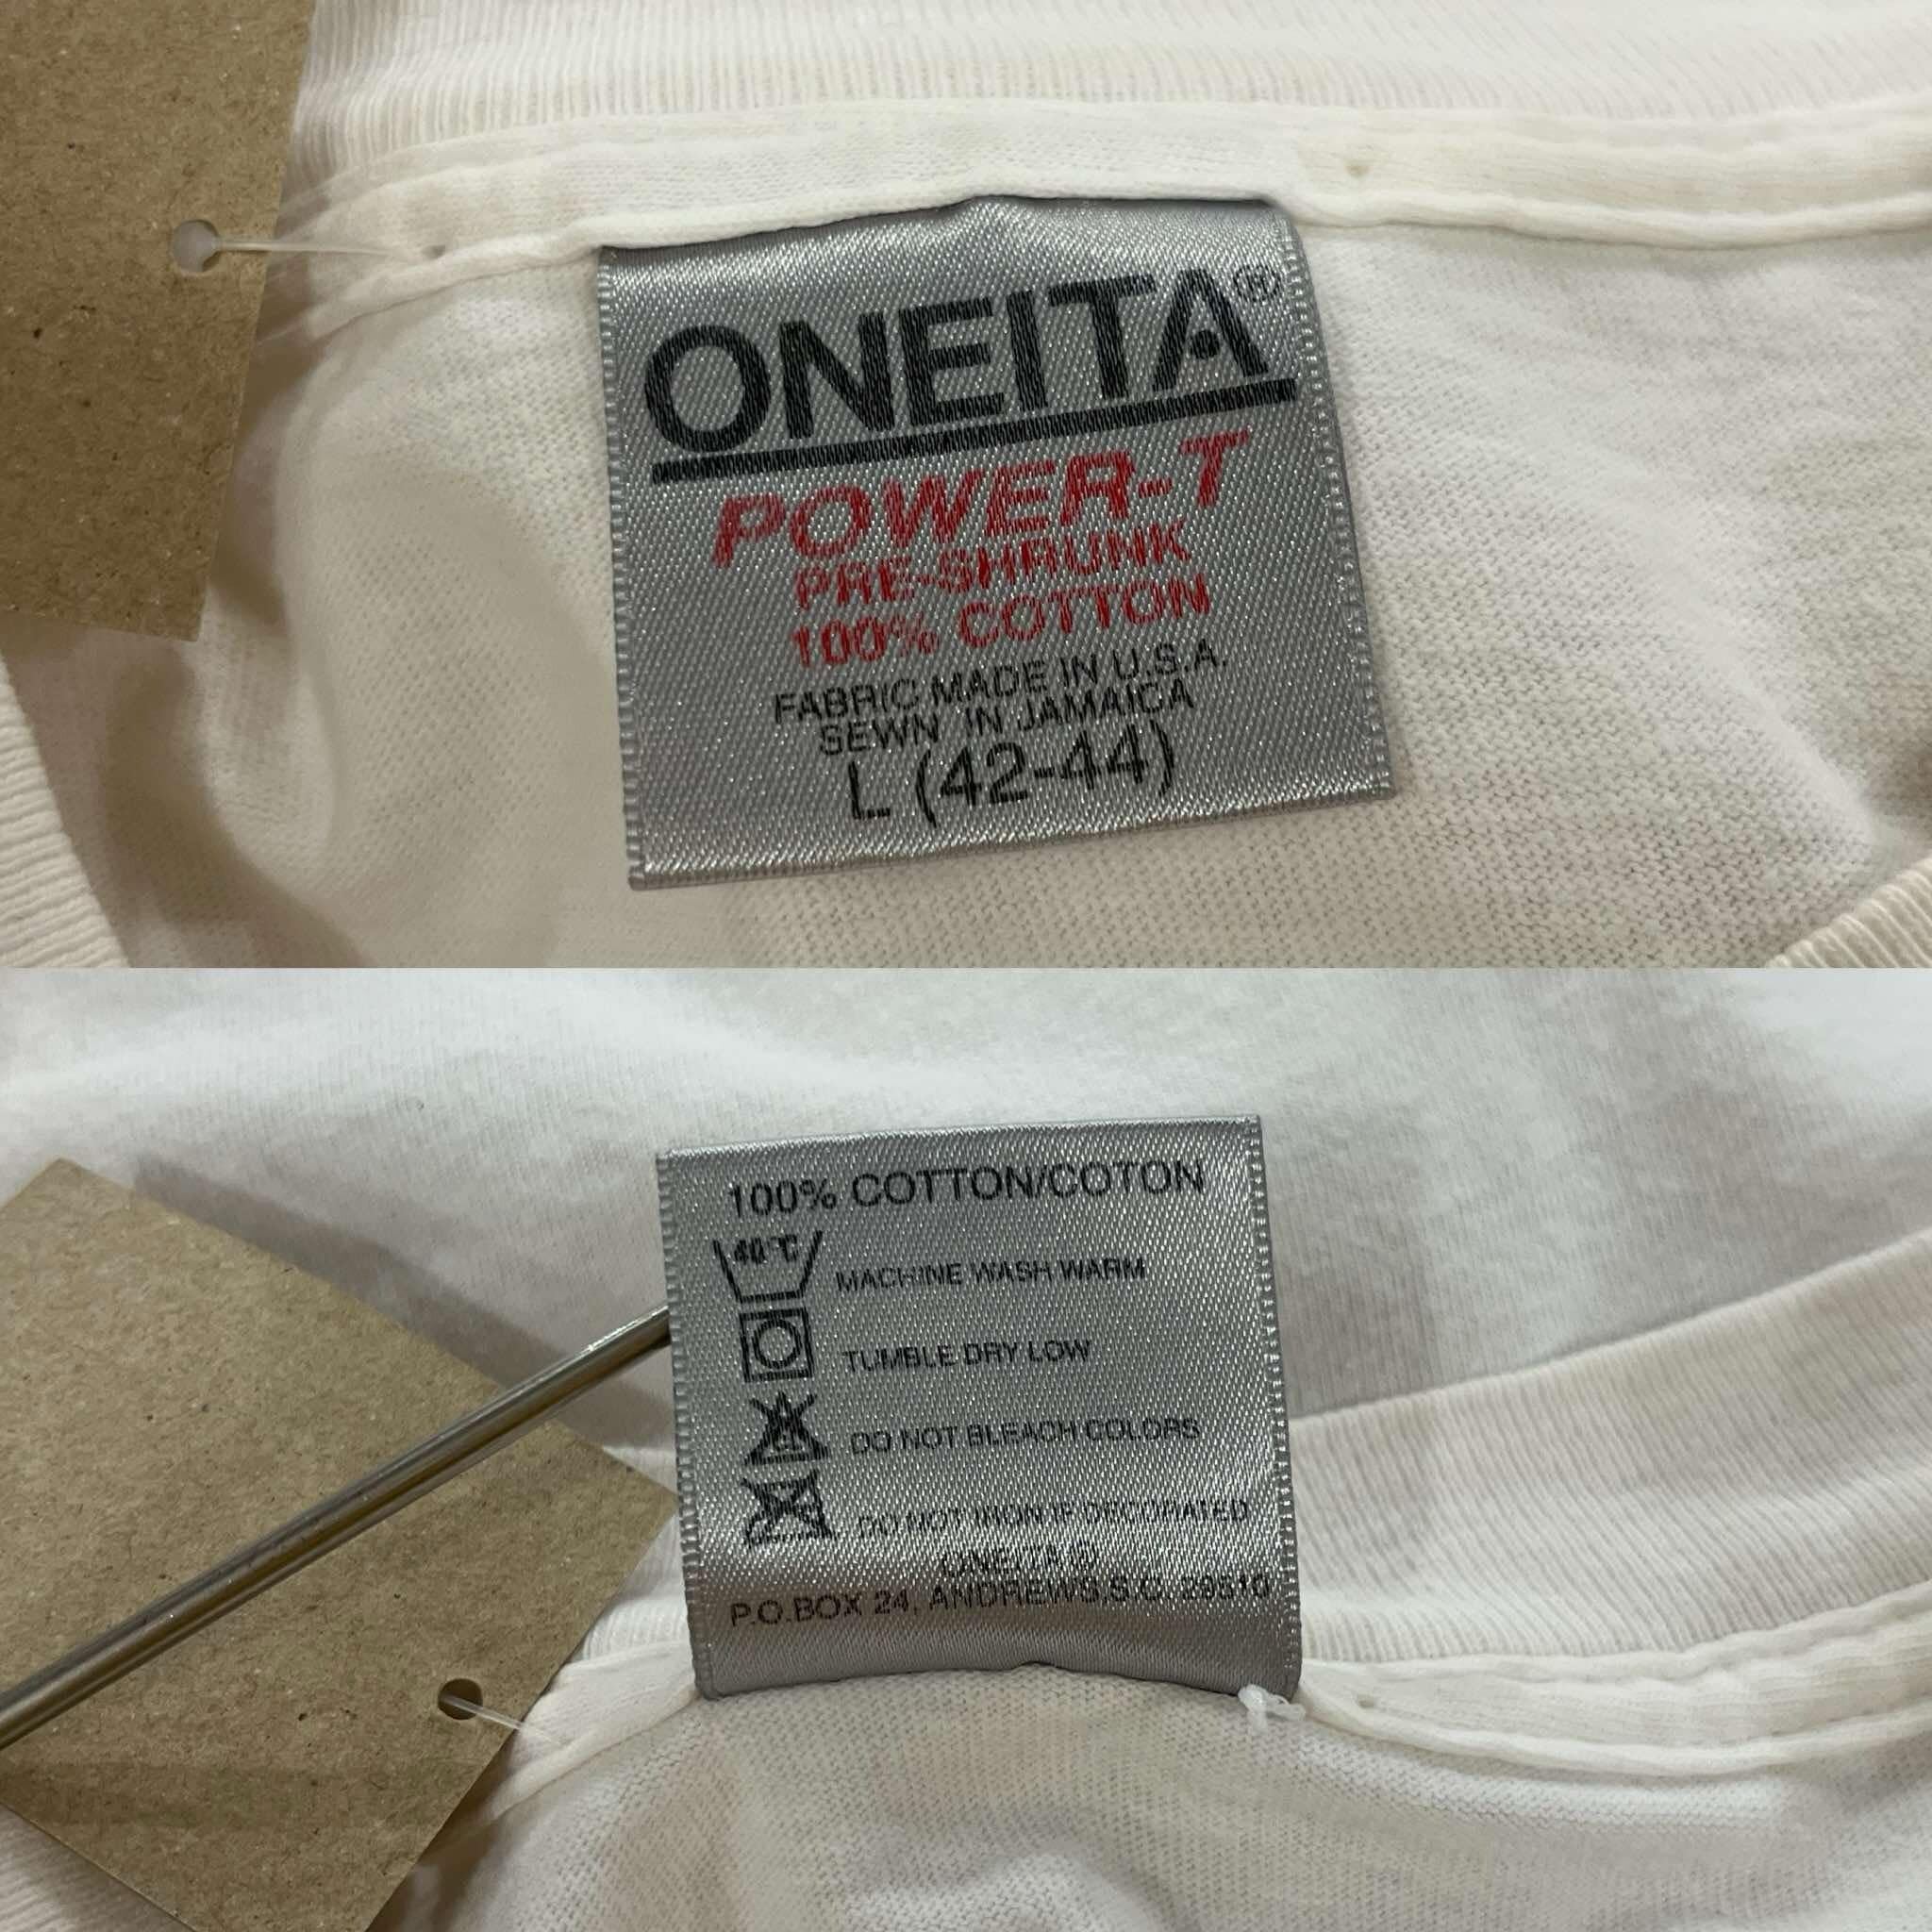 ONEITA®
POWER-T
PRE-SHRUNK
100% COTTON
FABRIC MADE IN U.S.A.
SEWN IN JAMAICA
L (42-44)
100% COTTON/COTON
40°C
MACHINE WASH WARM
TUMBLE DRY LOW
DO NOT BLEACH COLORS
DO NOT IRON IF DECORATED
ONEITA ®
P.O.BOX 24, ANDREWS,S.C. 29510